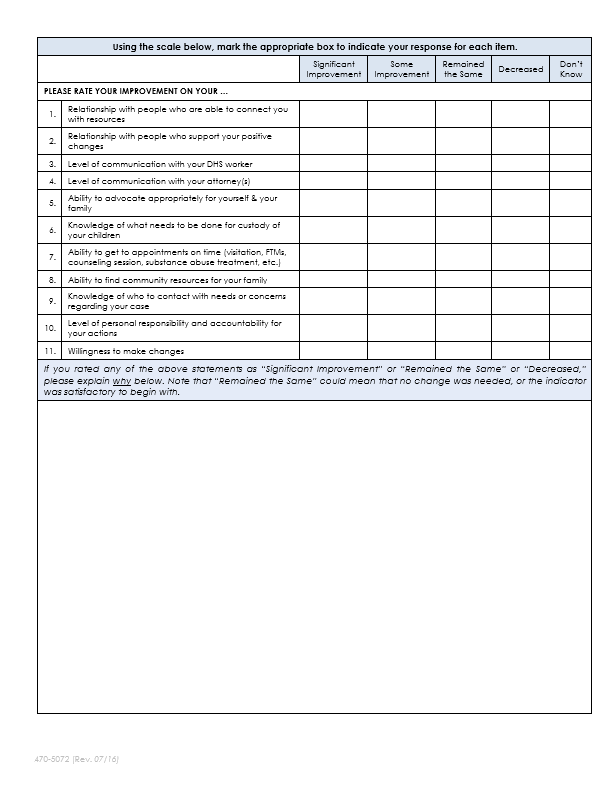 Using the scale below, mark the appropriate box to indicate your response for each item.
Significant Improvement
Some Improvement
Remained the Same
Decreased
Don't Know
PLEASE RATE YOUR IMPROVEMENT ON YOUR ...
1. Relationship with people who are able to connect you
with resources
2. Relationship with people who support your positive
changes
3. Level of communication with your DHS worker
4. Level of communication with your attorney(s)
5. Ability to advocate appropriately for yourself & your
family
6. Knowledge of what needs to be done for custody of
your children
7. Ability to get to appointments on time (visitation, FTMs,
counseling session, substance abuse treatment, etc.)
8. Ability to find community resources for your family
9. Knowledge of who to contact with needs or concerns
regarding your case
10. Level of personal responsibility and accountability for
your actions
11. Willingness to make changes
If you rated any of the above statements as “Significant Improvement” or “Remained the Same” or “Decreased,”
please explain why below. Note that “Remained the Same” could mean that no change was needed, or the indicator
was satisfactory to begin with.
470-5072 (Rev. 07/16)